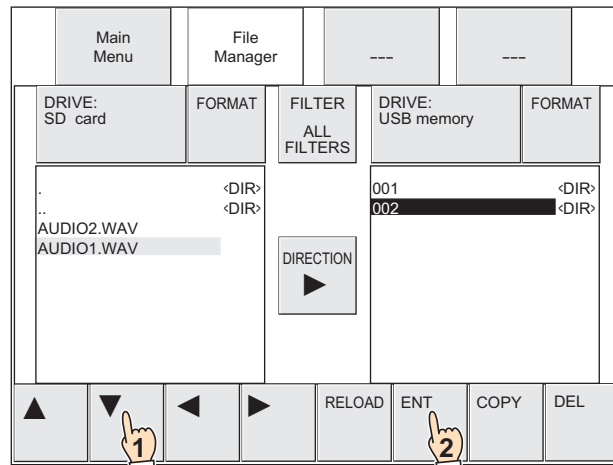 Main
Menu
File
Manager
---
---
DRIVE:
SD card
FORMAT
FILTER
ALL
FILTERS
DRIVE:
USB memory
FORMAT
. <DIR>
.. <DIR>
AUDIO2.WAV
AUDIO1.WAV
DIRECTION
001 <DIR>
002 <DIR>
RELOAD
ENT
COPY
DEL
1
2